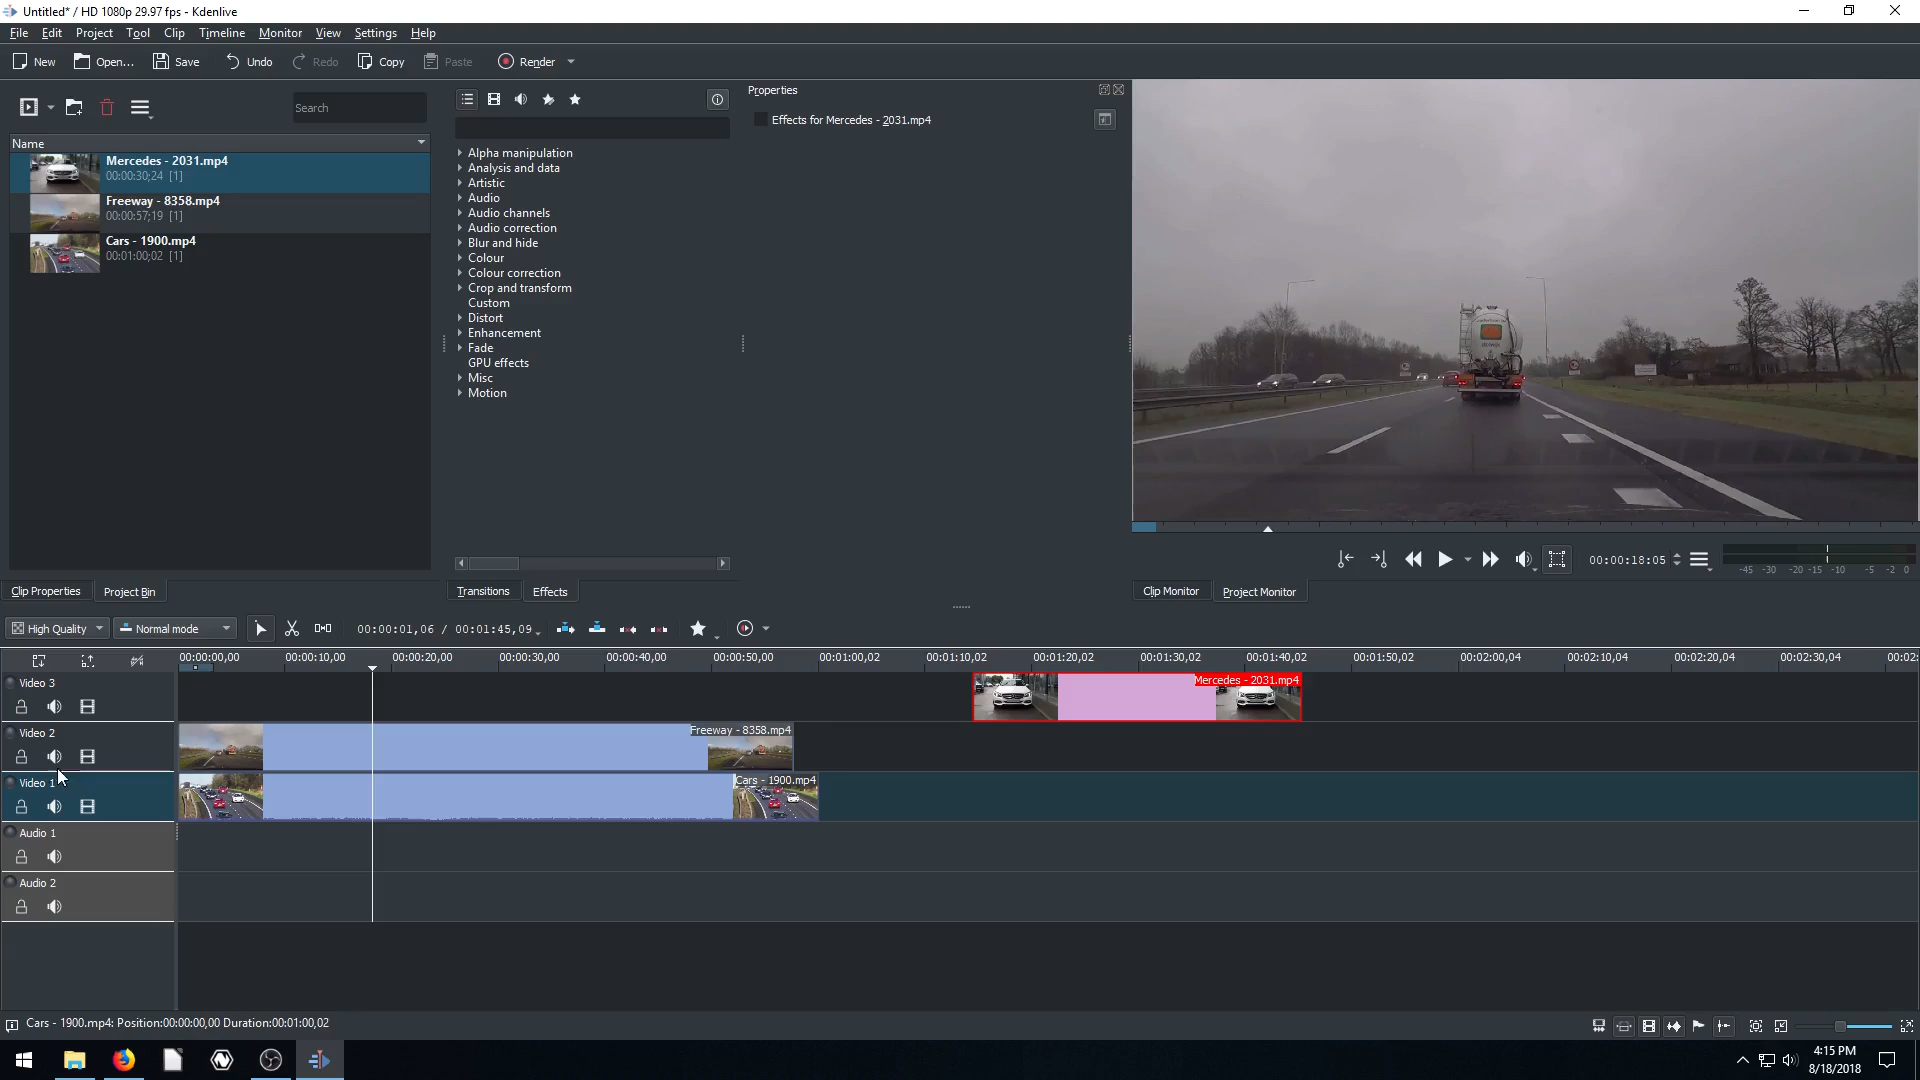 Untitled* / HD 1080p 29.97 fps - Kdenlive
File Edit Project Tool Clip Timeline Monitor View Settings Help
New Open... Save Undo Redo Copy Paste Render
Search
Name
Mercedes - 2031.mp4
00:00:30;24 [1]
Freeway - 8358.mp4
00:00:57;19 [1]
Cars - 1900.mp4
00:01:00;02 [1]
Alpha manipulation
Analysis and data
Artistic
Audio
Audio channels
Audio correction
Blur and hide
Colour
Colour correction
Crop and transform
Custom
Distort
Enhancement
Fade
GPU effects
Misc
Motion
Properties
Effects for Mercedes - 2031.mp4
00:00:18:05
-45 -30 -20 -15 -10 -5 -2 0
Clip Properties Project Bin
Transitions Effects
Clip Monitor Project Monitor
High Quality Normal mode 00:00:01,06 / 00:01:45,09
00:00:00,00 00:00:10,00 00:00:20,00 00:00:30,00 00:00:40,00 00:00:50,00 00:01:00,02 00:01:10,02 00:01:20,02 00:01:30,02 00:01:40,02 00:01:50,02 00:02:00,04 00:02:10,04 00:02:20,04 00:02:30,04 00:02:
Video 3
Mercedes - 2031.mp4
Video 2
Freeway - 8358.mp4
Video 1
Cars - 1900.mp4
Audio 1
Audio 2
Cars - 1900.mp4: Position:00:00:00,00 Duration:00:01:00,02
4:15 PM
8/18/2018